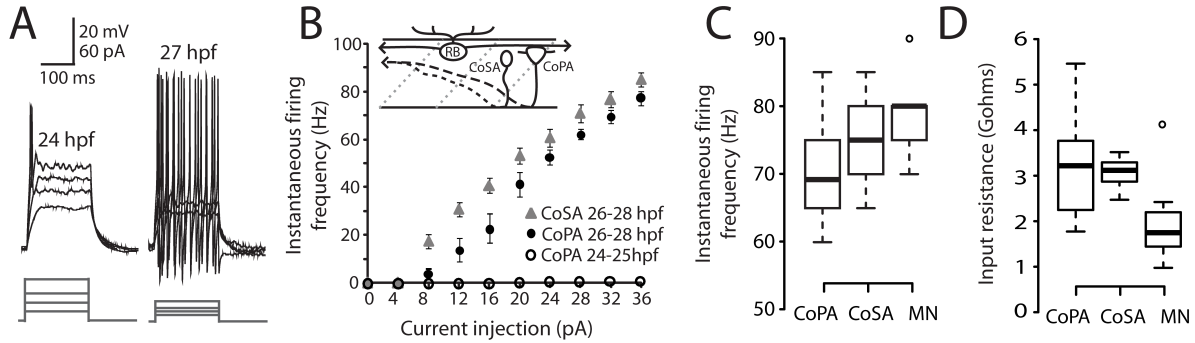 A
20 mV
60 pA
100 ms
27 hpf
24 hpf
B
Instantaneous firing
frequency (Hz)
100
80
60
40
20
0
RB
CoSA
CoPA
CoSA 26-28 hpf
CoPA 26-28 hpf
CoPA 24-25hpf
0 4 8 12 16 20 24 28 32 36
Current injection (pA)
C
Instantaneous firing
frequency (Hz)
90
80
70
60
50
CoPA CoSA MN
D
Input resistance (Gohms)
6
5
4
3
2
1
0
CoPA CoSA MN